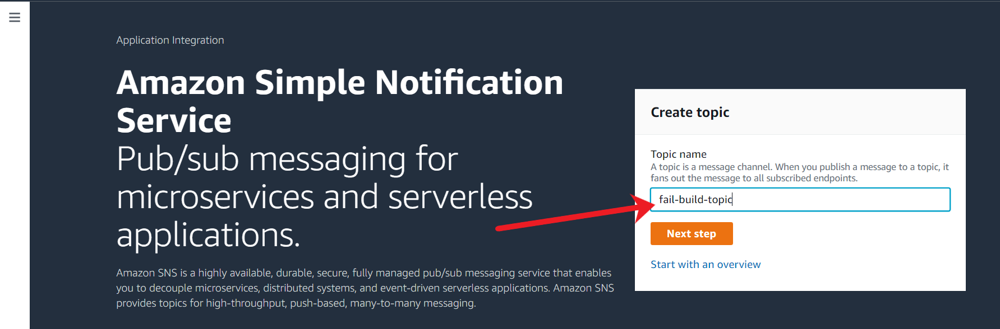 Application Integration
Amazon Simple Notification
Service
Pub/sub messaging for
microservices and serverless
applications.
Amazon SNS is a highly available, durable, secure, fully managed pub/sub messaging service that enables
you to decouple microservices, distributed systems, and event-driven serverless applications. Amazon SNS
provides topics for high-throughput, push-based, many-to-many messaging.
Create topic
Topic name
A topic is a message channel. When you publish a message to a topic, it
fans out the message to all subscribed endpoints.
fail-build-topic
Next step
Start with an overview